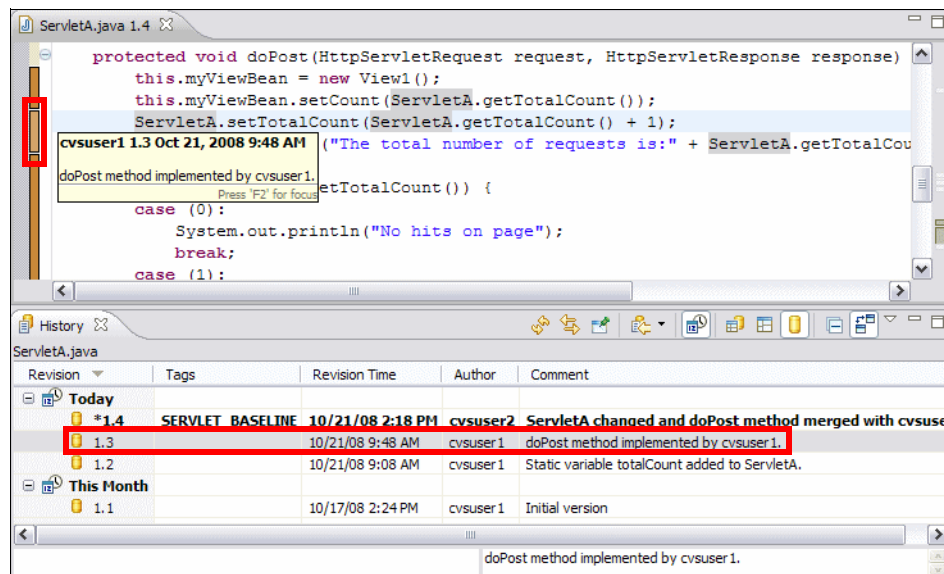 ServletA.java 1.4
protected void doPost(HttpServletRequest request, HttpServletResponse response)
this.myViewBean = new View1();
this.myViewBean.setCount(ServletA.getTotalCount());
ServletA.setTotalCount(ServletA.getTotalCount() + 1);
cvsuser1 1.3 Oct 21, 2008 9:48 AM ("The total number of requests is:" + ServletA.getTotalCou
doPost method implemented by cvsuser1.
etTotalCount()) {
Press 'F2' for focus
case (0):
System.out.println("No hits on page");
break;
case (1):
History
ServletA.java
Revision Tags Revision Time Author Comment
Today
*1.4 SERVLET_BASELINE 10/21/08 2:18 PM cvsuser2 ServletA changed and doPost method merged with cvsuse
1.3 10/21/08 9:48 AM cvsuser1 doPost method implemented by cvsuser1.
1.2 10/21/08 9:08 AM cvsuser1 Static variable totalCount added to ServletA.
This Month
1.1 10/17/08 2:24 PM cvsuser1 Initial version
doPost method implemented by cvsuser1.